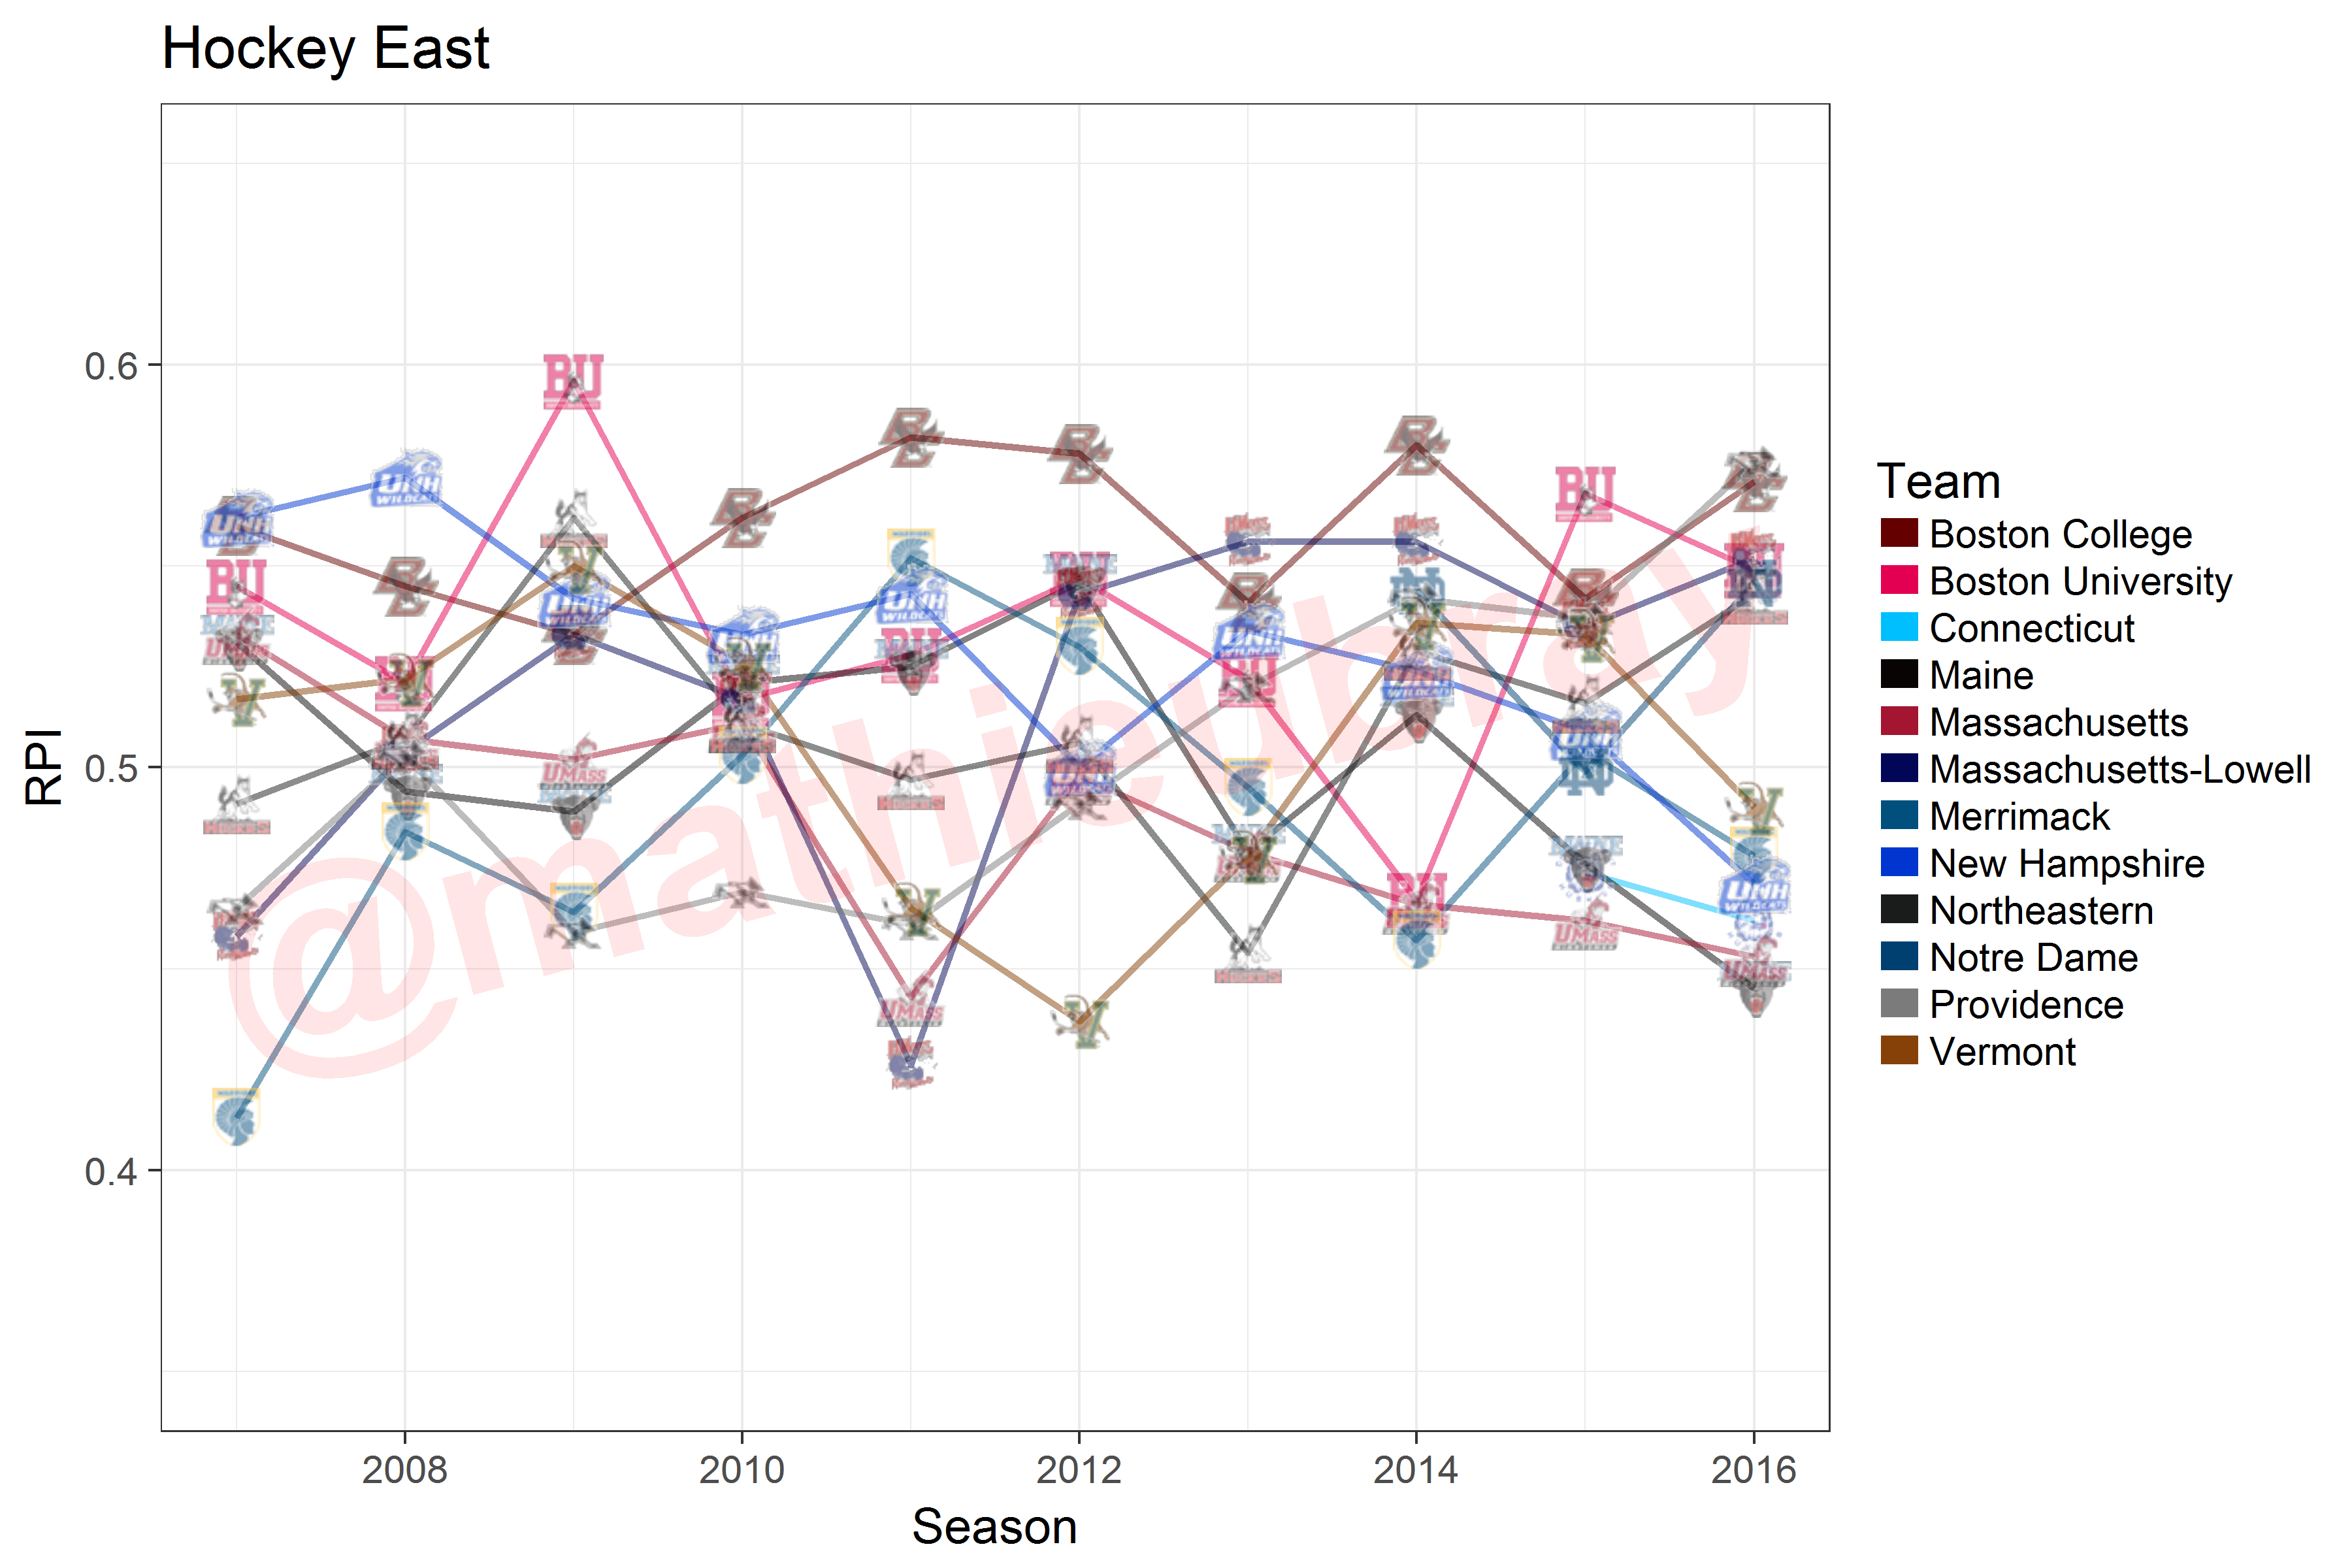 Hockey East
RPI
0.6
0.5
0.4
2008
2010
2012
2014
2016
Season
Team
Boston College
Boston University
Connecticut
Maine
Massachusetts
Massachusetts-Lowell
Merrimack
New Hampshire
Northeastern
Notre Dame
Providence
Vermont
@mathieubray